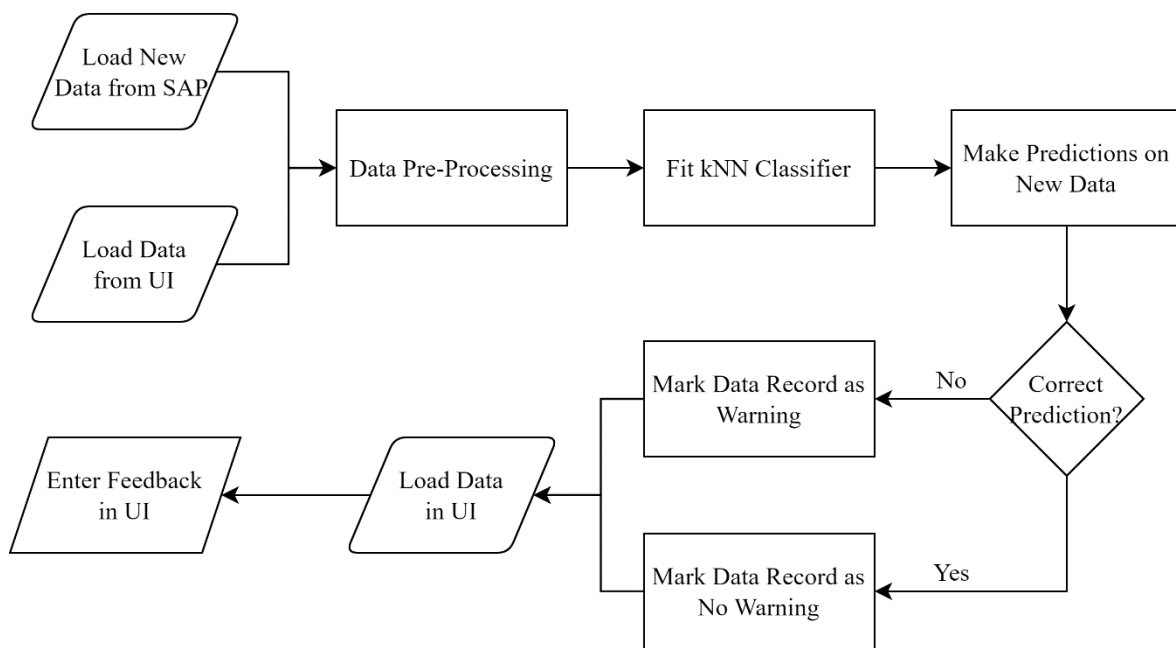 Load New
Data from SAP
Data Pre-Processing
Fit kNN Classifier
Make Predictions on
New Data
Load Data
from UI
Correct
Prediction?
No
Mark Data Record as
Warning
Yes
Mark Data Record as
No Warning
Load Data
in UI
Enter Feedback
in UI